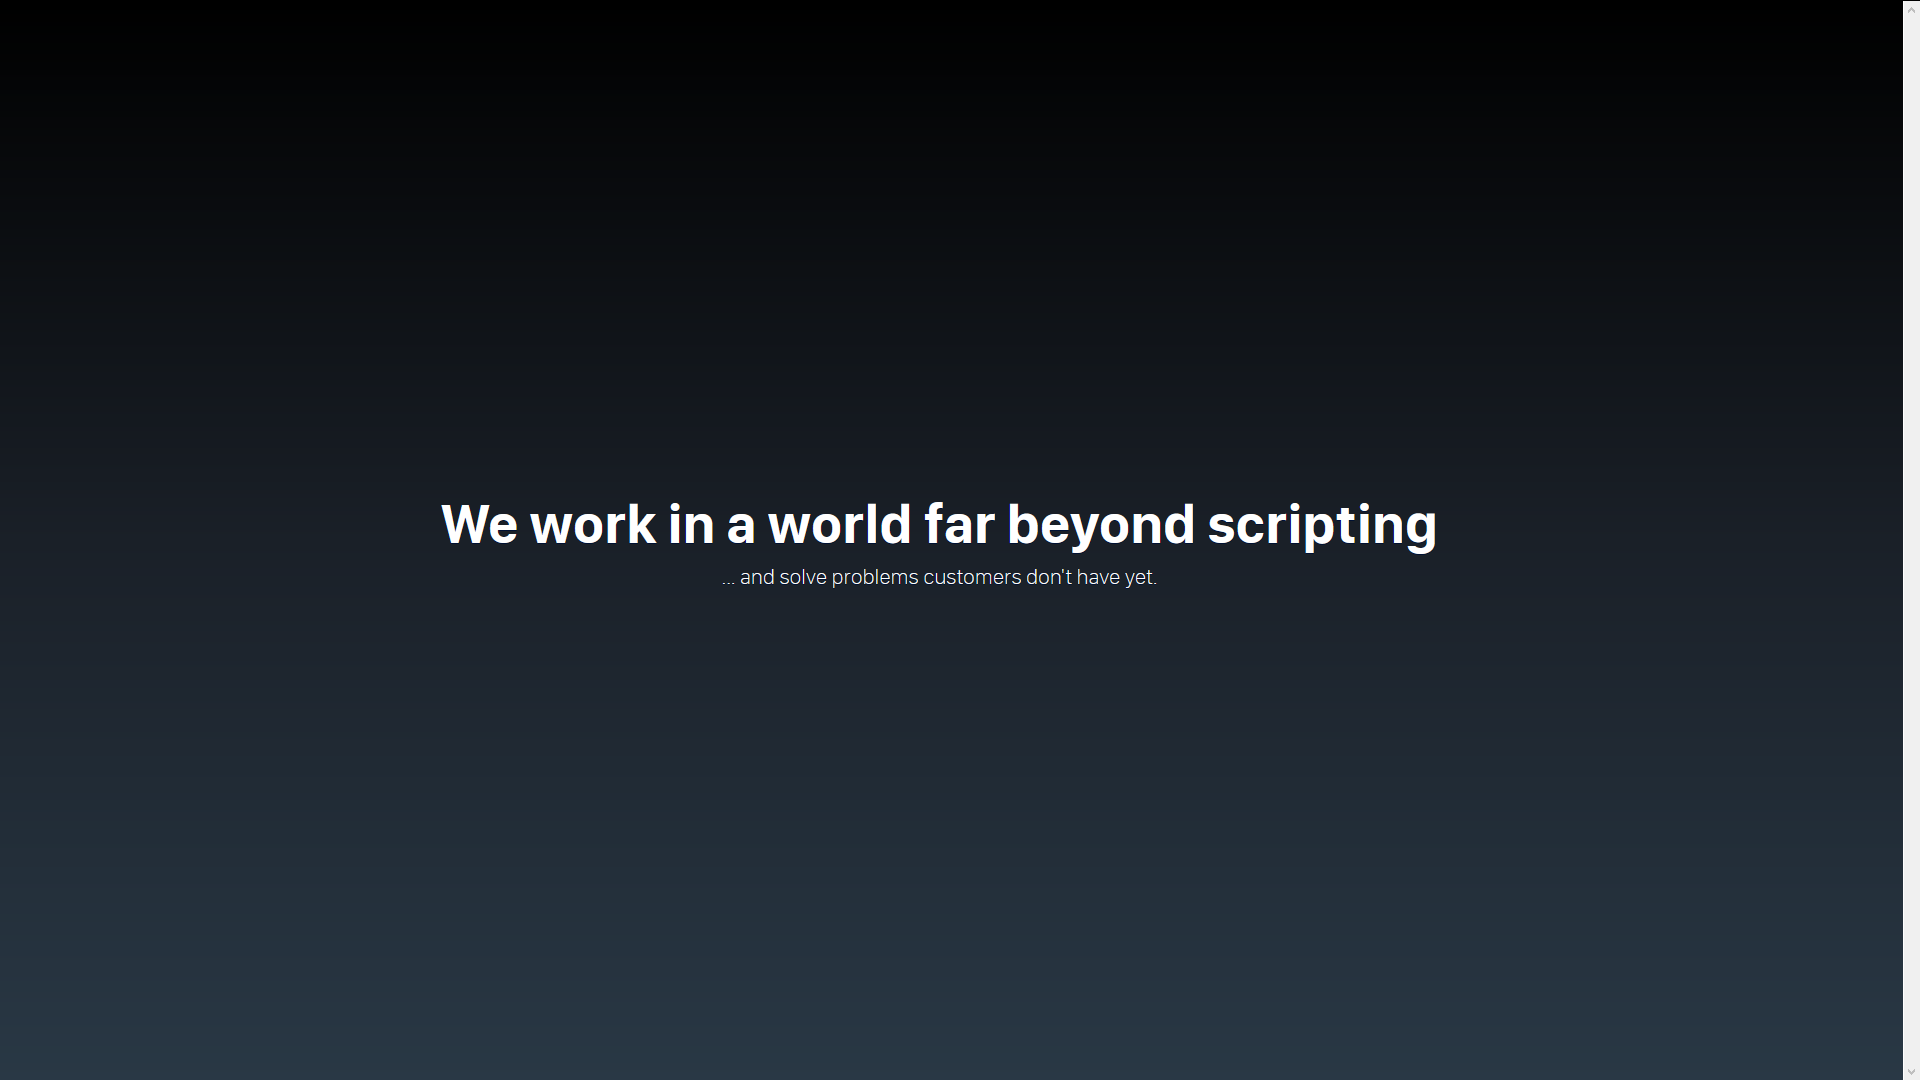 We work in a world far beyond scripting
... and solve problems customers don't have yet.